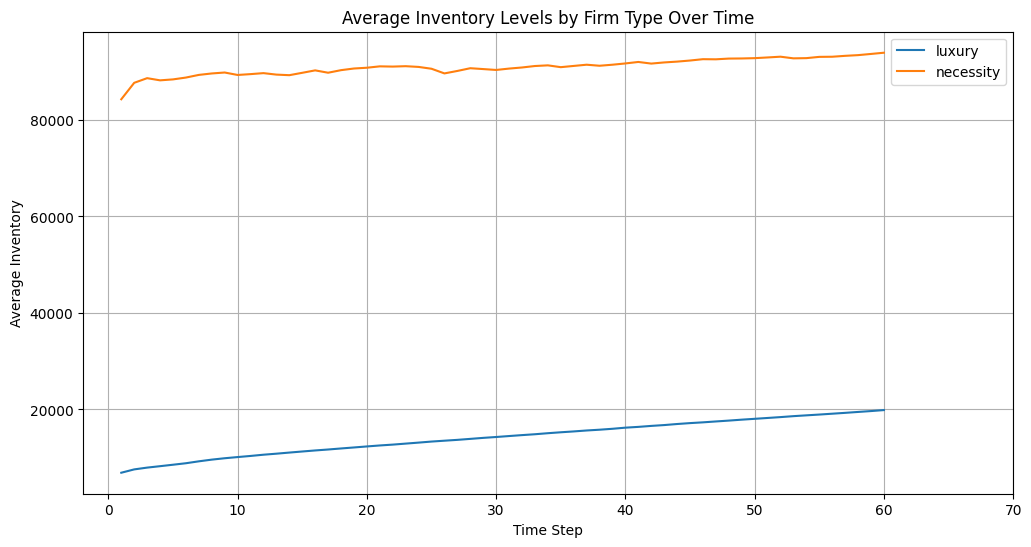 Average Inventory Levels by Firm Type Over Time
luxury
necessity
Average Inventory
80000
60000
40000
20000
0 10 20 30 40 50 60 70
Time Step